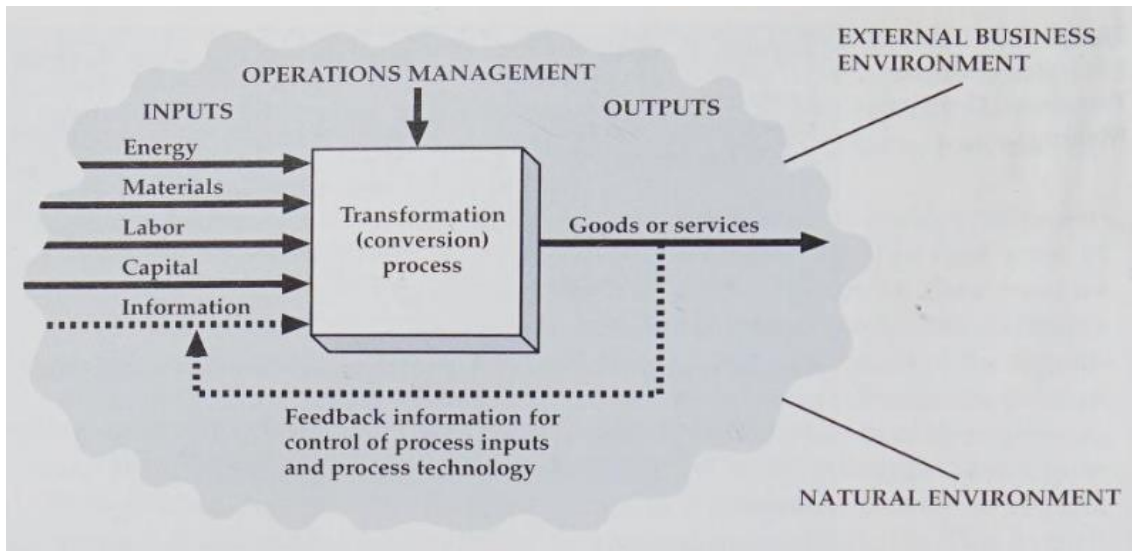 EXTERNAL BUSINESS
ENVIRONMENT
OPERATIONS MANAGEMENT
INPUTS
OUTPUTS
Energy
Materials
Labor
Capital
Information
Transformation
(conversion)
process
Goods or services
Feedback information for
control of process inputs
and process technology
NATURAL ENVIRONMENT